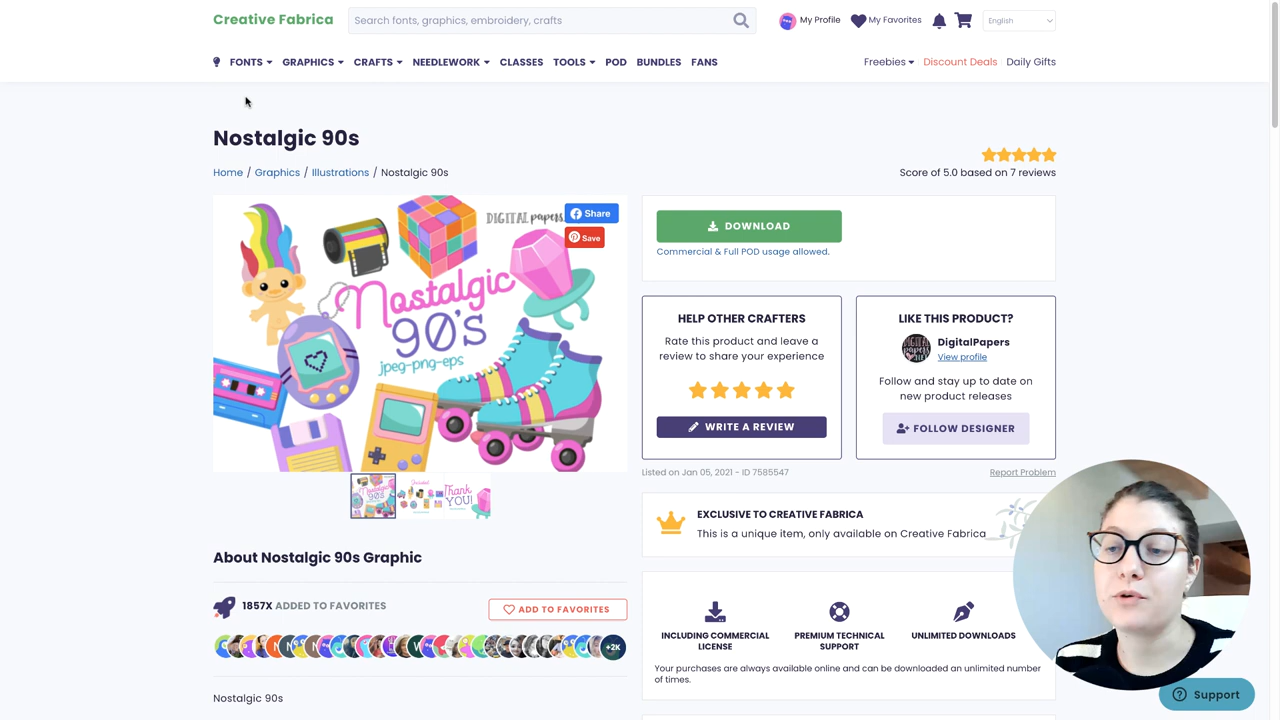 Creative Fabrica
Search fonts, graphics, embroidery, crafts
My Profile
My Favorites
English
FONTS
GRAPHICS
CRAFTS
NEEDLEWORK
CLASSES
TOOLS
POD
BUNDLES
FANS
Freebies
Discount Deals
Daily Gifts
Nostalgic 90s
Home / Graphics / Illustrations / Nostalgic 90s
Score of 5.0 based on 7 reviews
DIGITAL papers
Share
Save
Nostalgic
90's
jpeg-png-eps
DOWNLOAD
Commercial & Full POD usage allowed.
HELP OTHER CRAFTERS
Rate this product and leave a
review to share your experience
WRITE A REVIEW
LIKE THIS PRODUCT?
DigitalPapers
View profile
Follow and stay up to date on
new product releases
FOLLOW DESIGNER
Listed on Jan 05, 2021 - ID 7585547
Report Problem
THANK
YOU!
EXCLUSIVE TO CREATIVE FABRICA
This is a unique item, only available on Creative Fabrica
About Nostalgic 90s Graphic
1857X ADDED TO FAVORITES
ADD TO FAVORITES
+2K
Nostalgic 90s
INCLUDING COMMERCIAL
LICENSE
PREMIUM TECHNICAL
SUPPORT
UNLIMITED DOWNLOADS
Your purchases are always available online and can be downloaded an unlimited number
of times.
Support